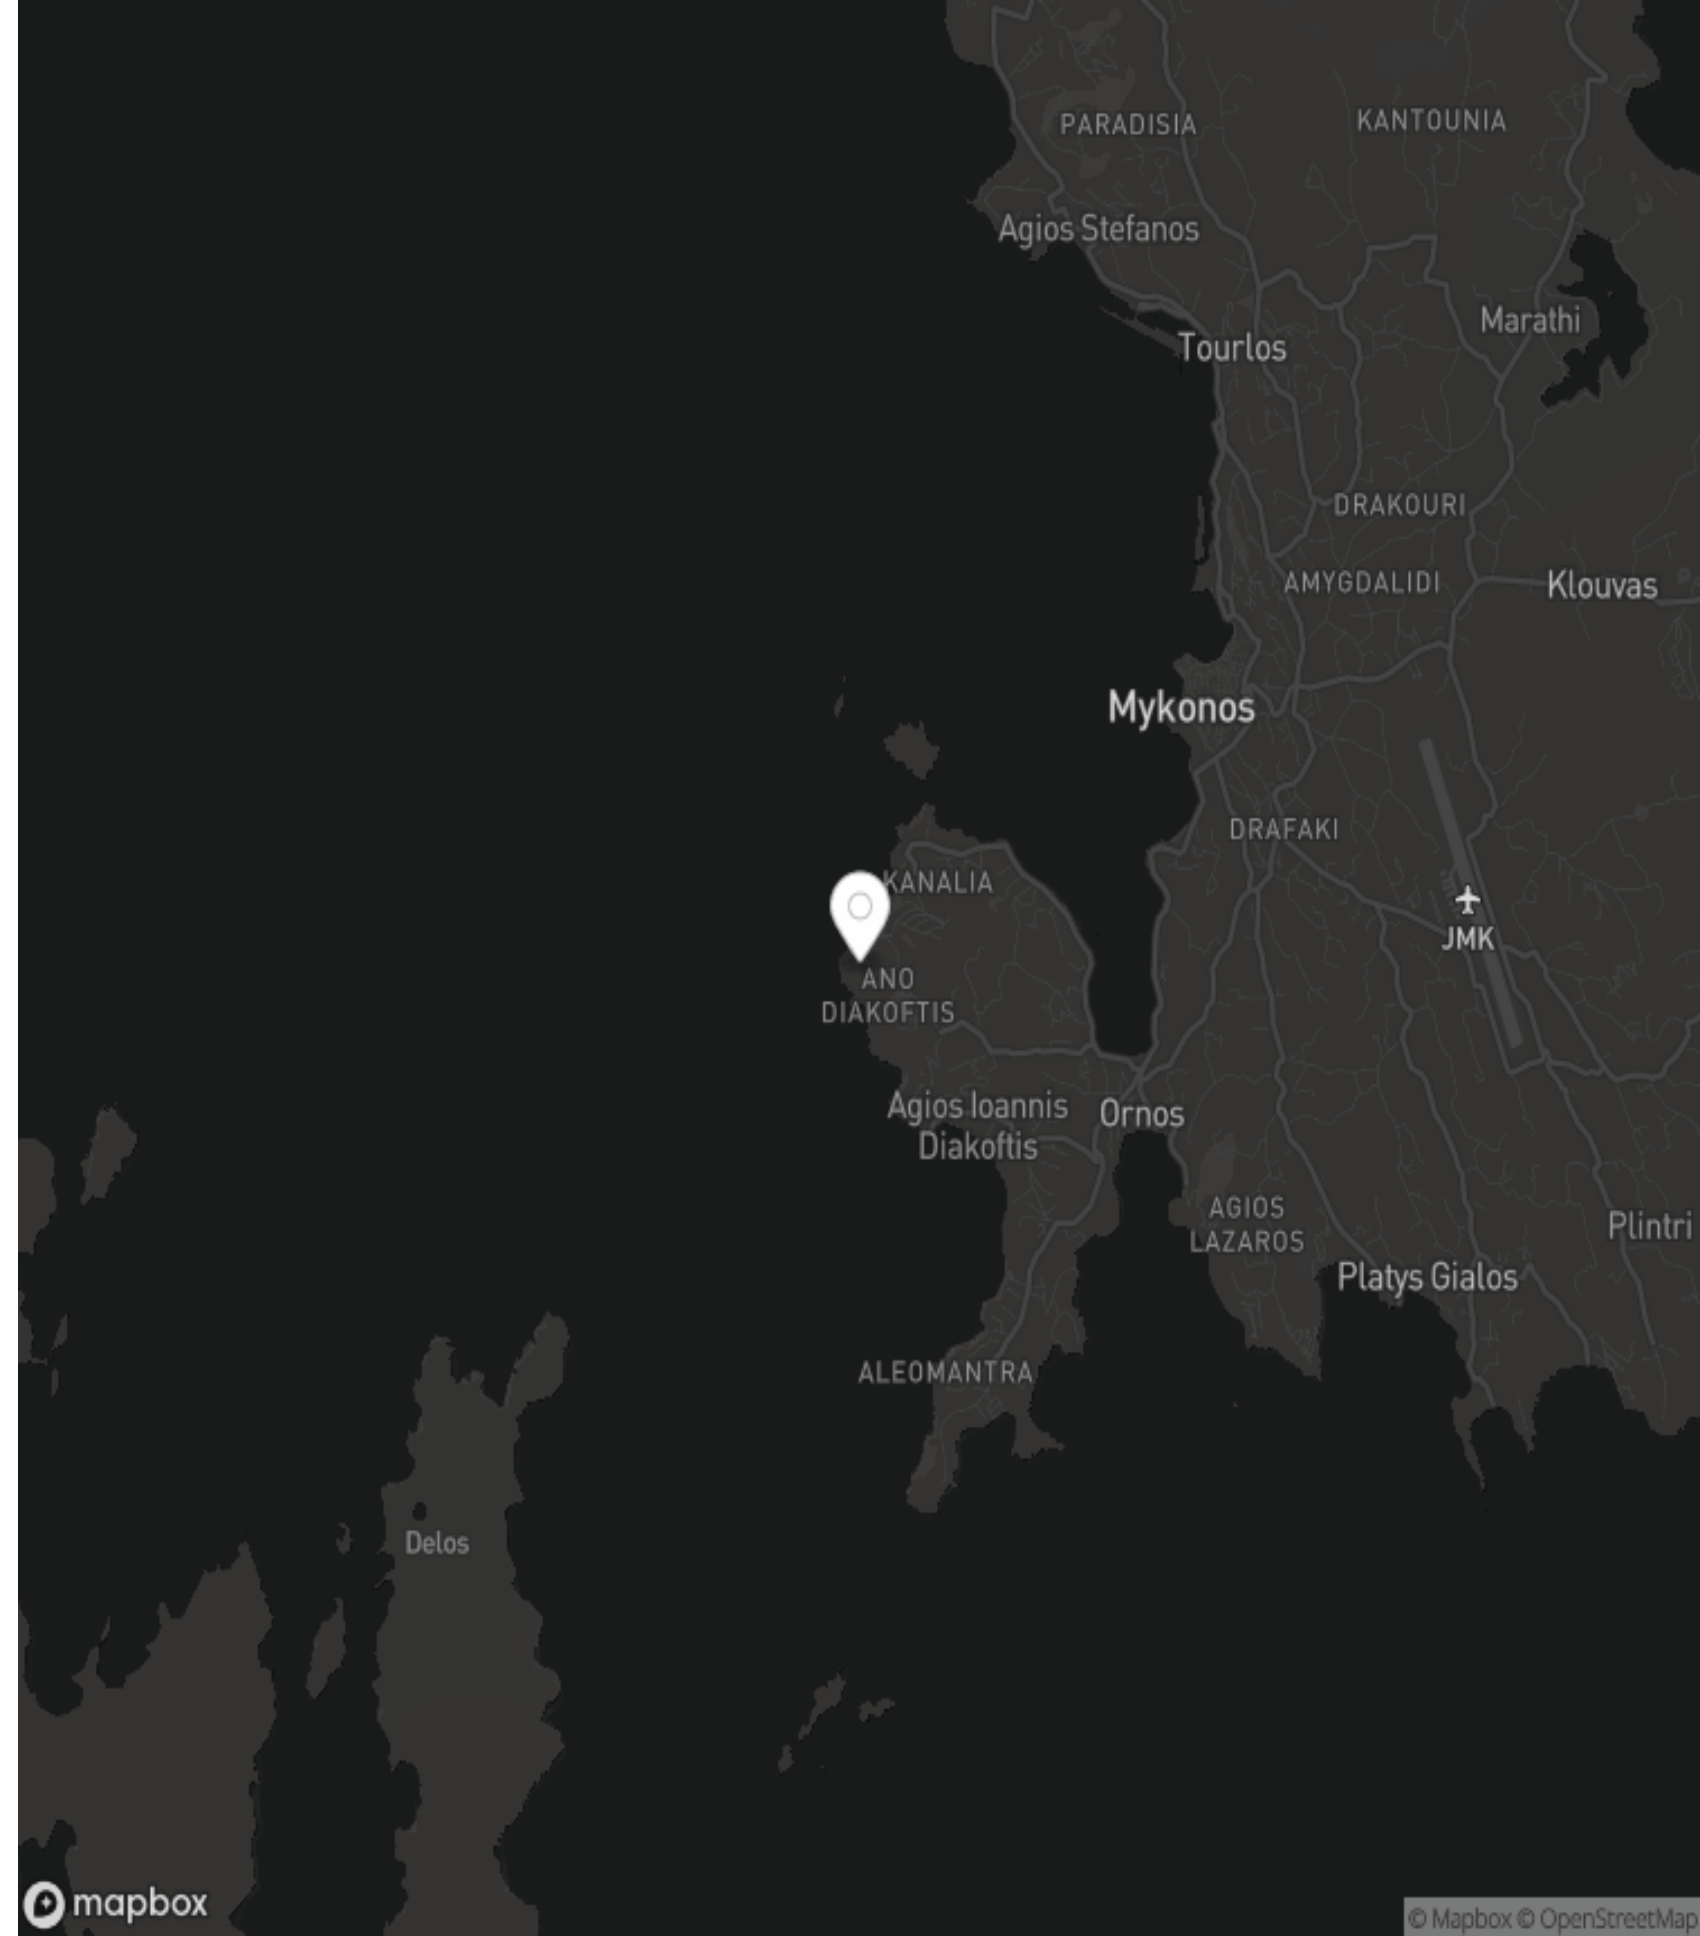 PARADISIA
KANTOUNIA
Agios Stefanos
Marathi
Tourlos
DRAKOURI
AMYGDALIDI
Klouvas
Mykonos
DRAFAKI
KANALIA
JMK
ANO
DIAKOFTIS
Agios Ioannis
Diakoftis
Ornos
AGIOS
LAZAROS
Plintri
Platys Gialos
ALEOMANTRA
Delos
mapbox
© Mapbox © OpenStreetMap